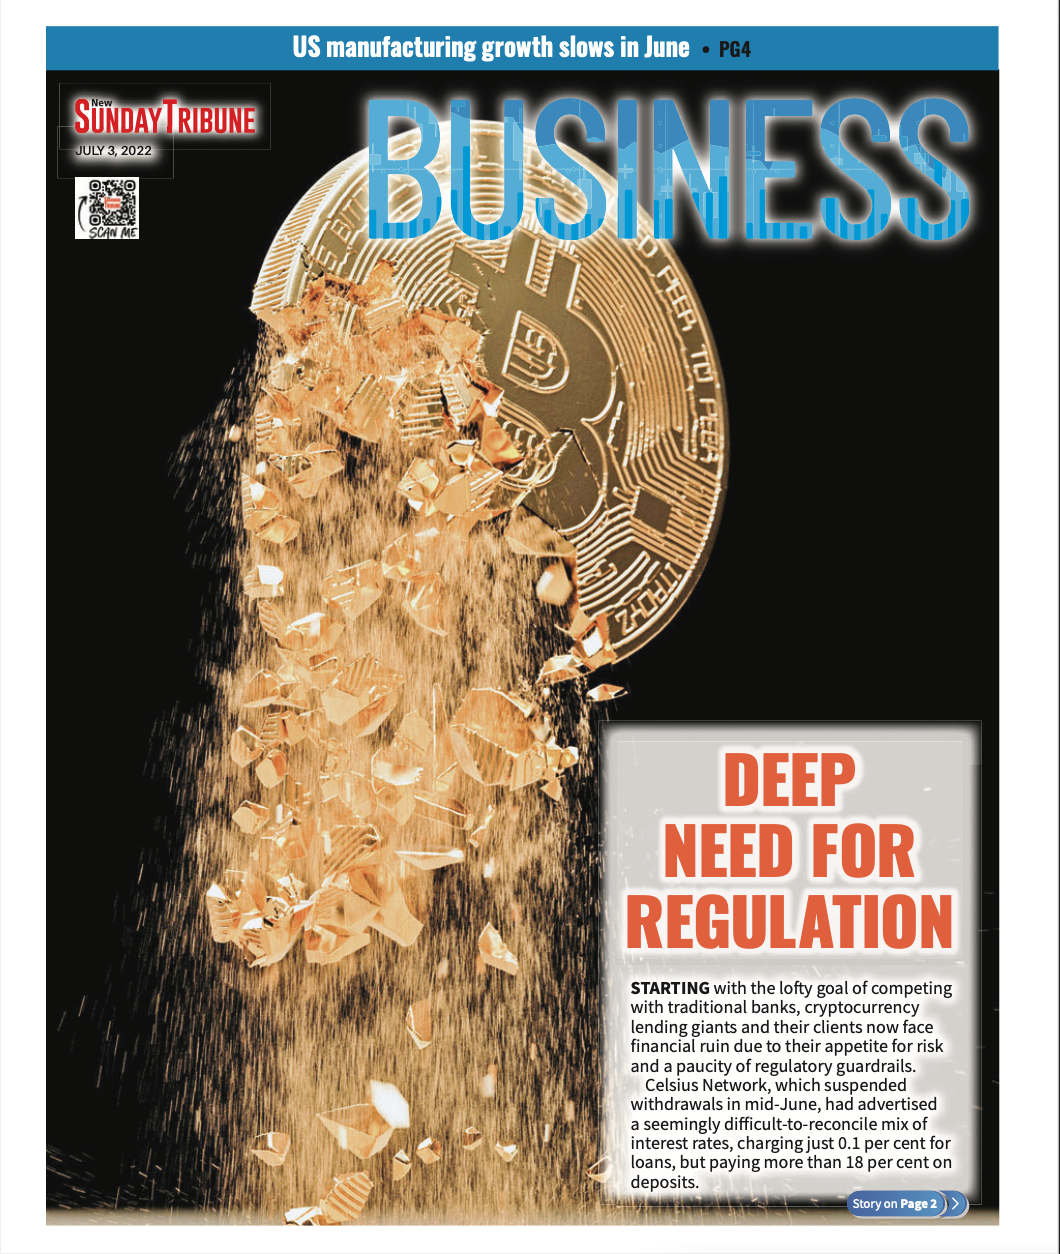 US manufacturing growth slows in June • PG4
New
SUNDAY TRIBUNE
JULY 3, 2022
SCAN ME
BUSINESS
PEER TO PEER
DEEP
NEED FOR
REGULATION
STARTING with the lofty goal of competing
with traditional banks, cryptocurrency
lending giants and their clients now face
financial ruin due to their appetite for risk
and a paucity of regulatory guardrails.
Celsius Network, which suspended
withdrawals in mid-June, had advertised
a seemingly difficult-to-reconcile mix of
interest rates, charging just 0.1 per cent for
loans, but paying more than 18 per cent on
deposits.
Story on Page 2